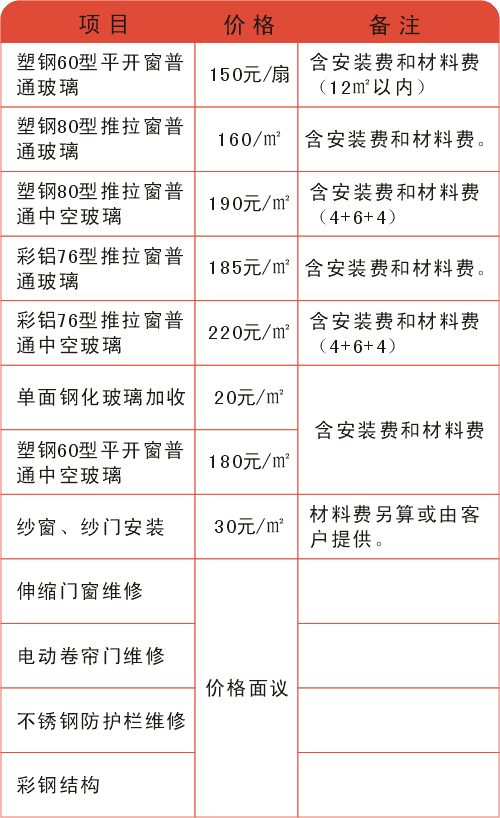 项目 价格 备注
塑钢60型平开窗普
通玻璃
150元/扇
含安装费和材料费
（12㎡以内）
塑钢80型推拉窗普
通玻璃
160/㎡
含安装费和材料费。
塑钢80型推拉窗普
通中空玻璃
190元/㎡
含安装费和材料费
（4+6+4）
彩铝76型推拉窗普
通玻璃
185元/㎡
含安装费和材料费。
彩铝76型推拉窗普
通中空玻璃
220元/㎡
含安装费和材料费
（4+6+4）
单面钢化玻璃加收
20元/㎡
含安装费和材料费
塑钢60型平开窗普
通中空玻璃
180元/㎡
纱窗、纱门安装
30元/㎡
材料费另算或由客
户提供。
伸缩门窗维修
价格面议
电动卷帘门维修
不锈钢防护栏维修
彩钢结构